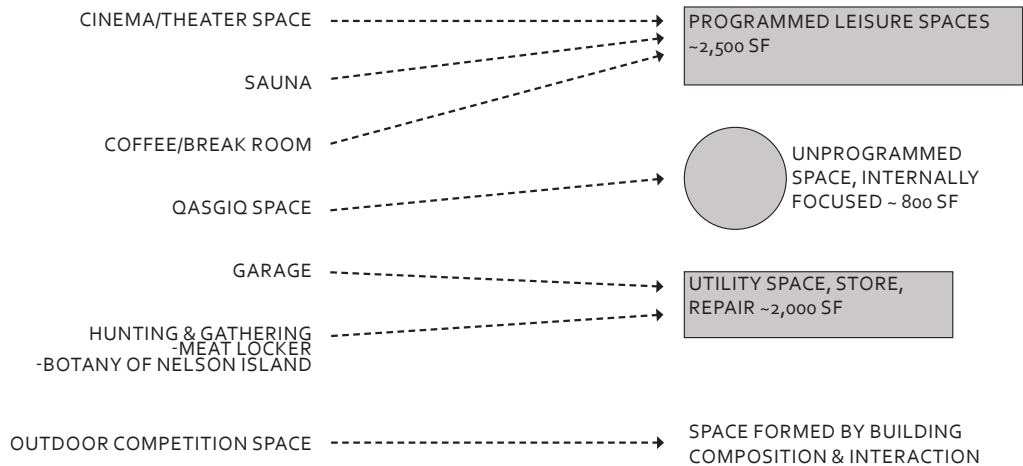 CINEMA/THEATER SPACE
SAUNA
COFFEE/BREAK ROOM
QASGIQ SPACE
GARAGE
HUNTING & GATHERING
-MEAT LOCKER
-BOTANY OF NELSON ISLAND
OUTDOOR COMPETITION SPACE
PROGRAMMED LEISURE SPACES
~2,500 SF
UNPROGRAMMED
SPACE, INTERNALLY
FOCUSED ~ 800 SF
UTILITY SPACE, STORE,
REPAIR ~2,000 SF
SPACE FORMED BY BUILDING
COMPOSITION & INTERACTION